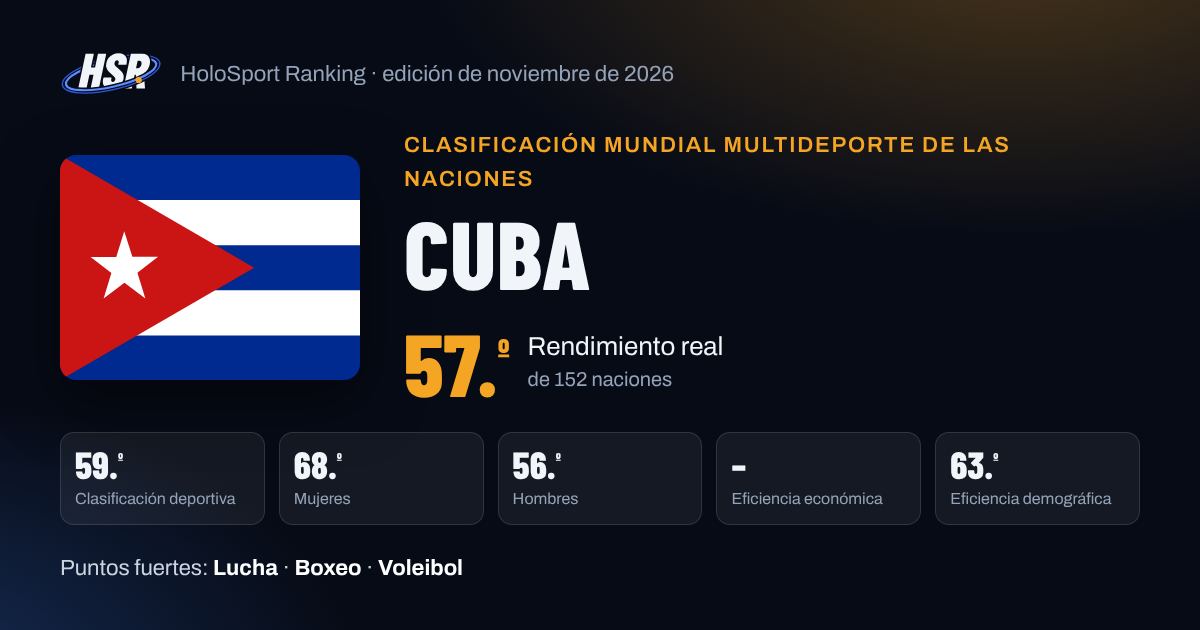 HSR
HoloSport Ranking · edición de noviembre de 2026
CLASIFICACIÓN MUNDIAL MULTIDEPORTE DE LAS
NACIONES
CUBA
57.º
Rendimiento real
de 152 naciones
59.º
Clasificación deportiva
68.º
Mujeres
56.º
Hombres
–
Eficiencia económica
63.º
Eficiencia demográfica
Puntos fuertes: Lucha · Boxeo · Voleibol